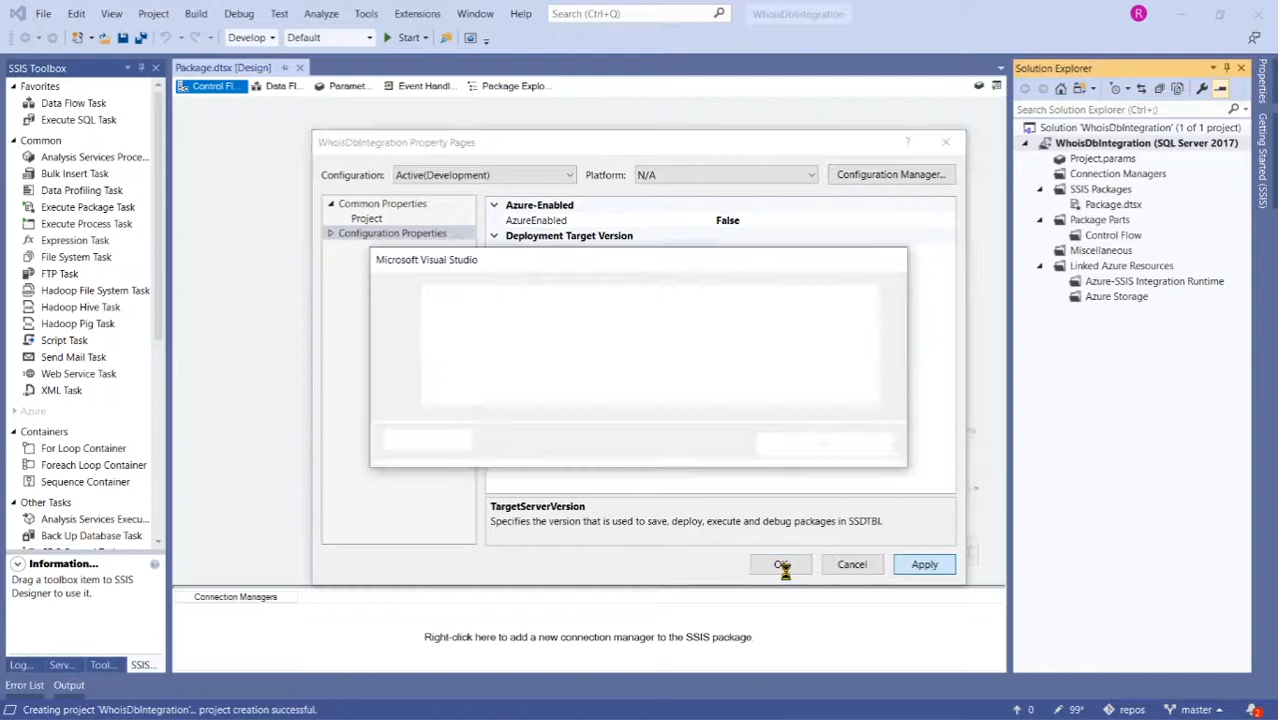 File Edit View Project Build Debug Test Analyze Tools Extensions Window Help Search (Ctrl+Q) WhoisDbIntegration R
Develop Default Start
SSIS Toolbox
Favorites
Data Flow Task
Execute SQL Task
Common
Analysis Services Proce...
Bulk Insert Task
Data Profiling Task
Execute Package Task
Execute Process Task
Expression Task
File System Task
FTP Task
Hadoop File System Task
Hadoop Hive Task
Hadoop Pig Task
Script Task
Send Mail Task
Web Service Task
XML Task
Azure
Containers
For Loop Container
Foreach Loop Container
Sequence Container
Other Tasks
Analysis Services Execu...
Back Up Database Task
Information...
Drag a toolbox item to SSIS
Designer to use it.
Log... Serv... Tool... SSIS...
Error List Output
Package.dtsx [Design]
Control Fl... Data Fl... Paramet... Event Handl... Package Explo...
WhoisDbIntegration Property Pages
Configuration: Active(Development) Platform: N/A Configuration Manager...
Common Properties
Project
Configuration Properties
Azure-Enabled
AzureEnabled False
Deployment Target Version
Microsoft Visual Studio
TargetServerVersion
Specifies the version that is used to save, deploy, execute and debug packages in SSDTBI.
OK Cancel Apply
Connection Managers
Right-click here to add a new connection manager to the SSIS package.
Solution Explorer
Search Solution Explorer (Ctrl+;)
Solution 'WhoisDbIntegration' (1 of 1 project)
WhoisDbIntegration (SQL Server 2017)
Project.params
Connection Managers
SSIS Packages
Package.dtsx
Package Parts
Control Flow
Miscellaneous
Linked Azure Resources
Azure-SSIS Integration Runtime
Azure Storage
Properties
Getting Started (SSIS)
Creating project 'WhoisDbIntegration'... project creation successful. 0 99+ repos master 2